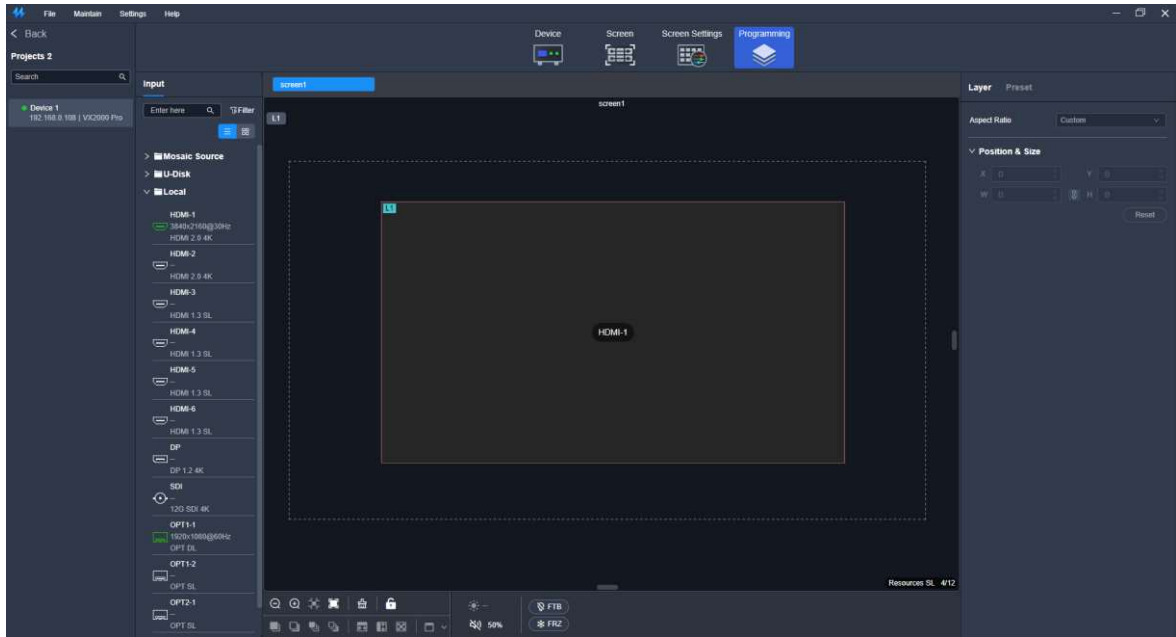 File Maintain Settings Help
< Back
Projects 2
Search
Device 1
192.168.0.108 | VX2000 Pro
Device Screen Screen Settings Programming
Input
Enter here Filter
Mosaic Source
U-Disk
Local
HDMI-1
3840x2160@30Hz
HDMI 2.0 4K
HDMI-2
--
HDMI 2.0 4K
HDMI-3
--
HDMI 1.3 SL
HDMI-4
--
HDMI 1.3 SL
HDMI-5
--
HDMI 1.3 SL
HDMI-6
--
HDMI 1.3 SL
DP
--
DP 1.2 4K
SDI
--
12G SDI 4K
OPT1-1
1920x1080@60Hz
OPT DL
OPT1-2
--
OPT SL
OPT2-1
--
OPT SL
screen1
screen1
L1
L1
HDMI-1
Resources SL 4/12
--
50%
FTB
FRZ
Layer Preset
Aspect Ratio Custom
Position & Size
X 0 Y 0
W 0 H 0
Reset